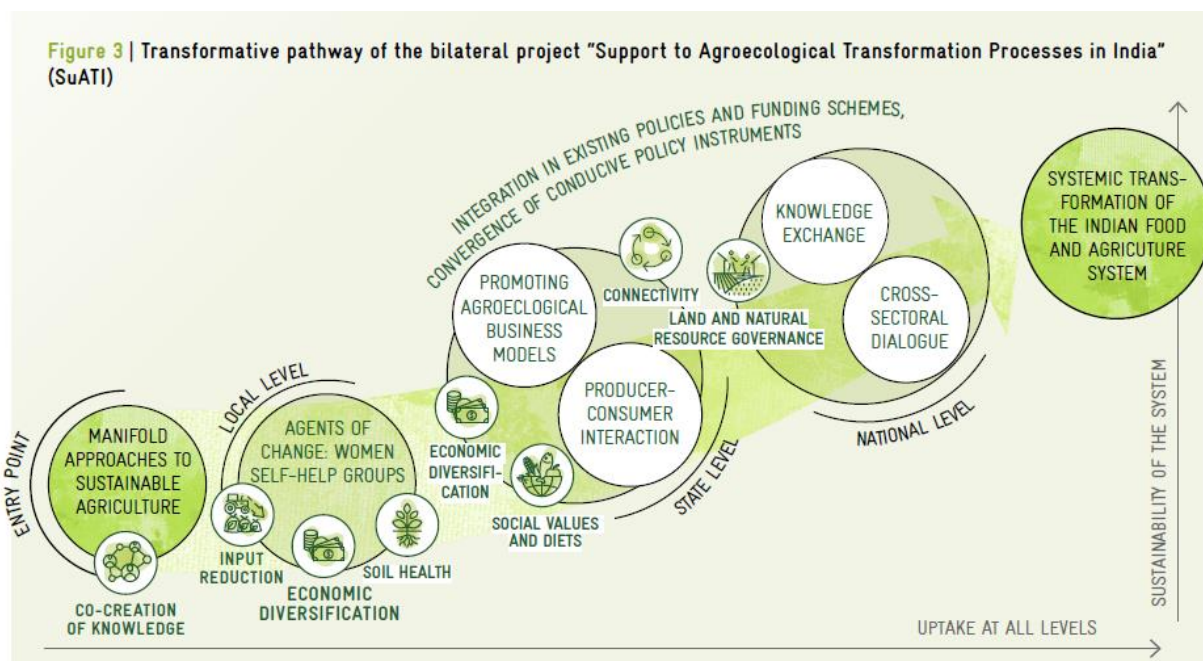 Figure 3 | Transformative pathway of the bilateral project “Support to Agroecological Transformation Processes in India”
(SuATI)
INTEGRATION IN EXISTING POLICIES AND FUNDING SCHEMES,
CONVERGENCE OF CONDUCIVE POLICY INSTRUMENTS
ENTRY POINT
MANIFOLD
APPROACHES TO
SUSTAINABLE
AGRICULTURE
CO-CREATION
OF KNOWLEDGE
LOCAL LEVEL
AGENTS OF
CHANGE: WOMEN
SELF-HELP GROUPS
INPUT
REDUCTION
ECONOMIC
DIVERSIFICATION
SOIL HEALTH
PROMOTING
AGROECLOGICAL
BUSINESS
MODELS
PRODUCER-
CONSUMER
INTERACTION
ECONOMIC
DIVERSIFI-
CATION
SOCIAL VALUES
AND DIETS
CONNECTIVITY
STATE LEVEL
LAND AND NATURAL
RESOURCE GOVERNANCE
KNOWLEDGE
EXCHANGE
CROSS-
SECTORAL
DIALOGUE
NATIONAL LEVEL
SYSTEMIC TRANS-
FORMATION OF
THE INDIAN FOOD
AND AGRICUTURE
SYSTEM
SUSTAINABILITY OF THE SYSTEM
UPTAKE AT ALL LEVELS